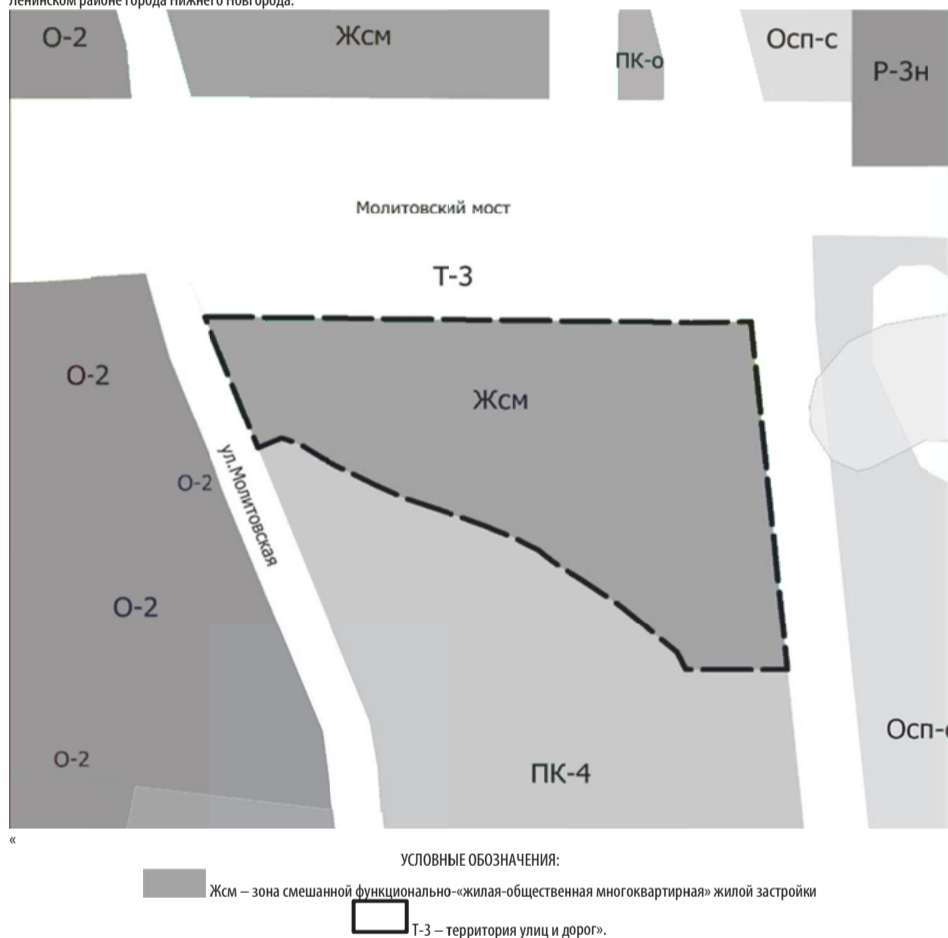 Ленинском районе города Нижнего Новгорода.
О-2
Жсм
ПК-о
Осп-с
Р-3н
Молитовский мост
Т-3
О-2
Жсм
О-2
ул.Молитовская
О-2
Осп-с
О-2
ПК-4
«
УСЛОВНЫЕ ОБОЗНАЧЕНИЯ:
Жсм – зона смешанной функционально-«жилая-общественная многоквартирная» жилой застройки
Т-3 – территория улиц и дорог».